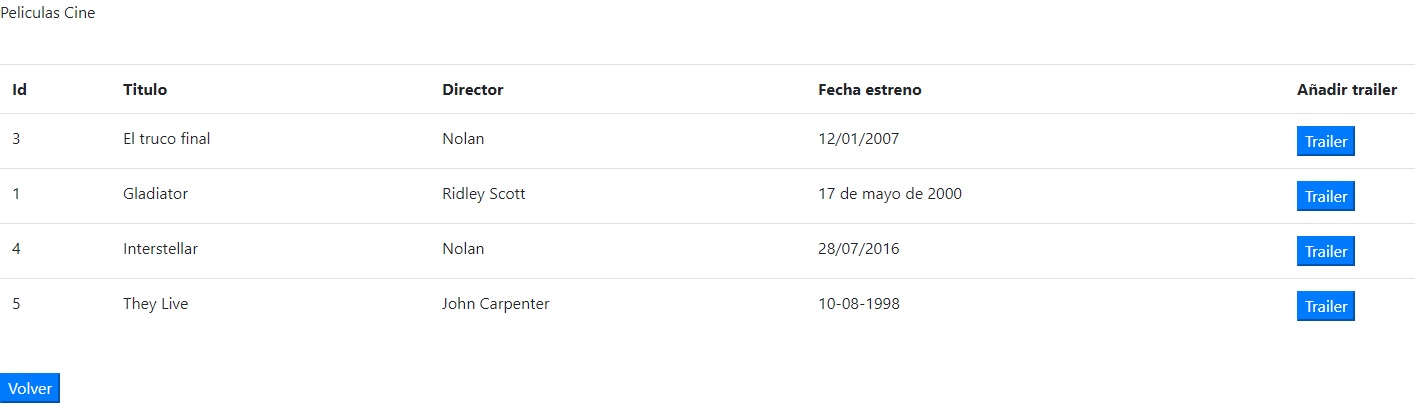 Peliculas Cine
Id Titulo Director Fecha estreno Añadir trailer
3 El truco final Nolan 12/01/2007 Trailer
1 Gladiator Ridley Scott 17 de mayo de 2000 Trailer
4 Interstellar Nolan 28/07/2016 Trailer
5 They Live John Carpenter 10-08-1998 Trailer
Volver